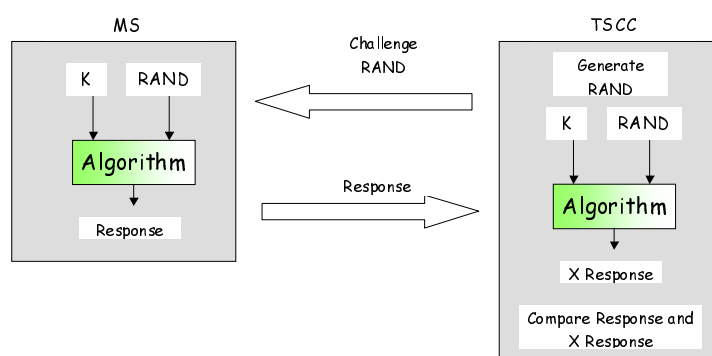 MS
K
RAND
Algorithm
Response
Challenge
RAND
Response
TSCC
Generate
RAND
K
RAND
Algorithm
X Response
Compare Response and
X Response